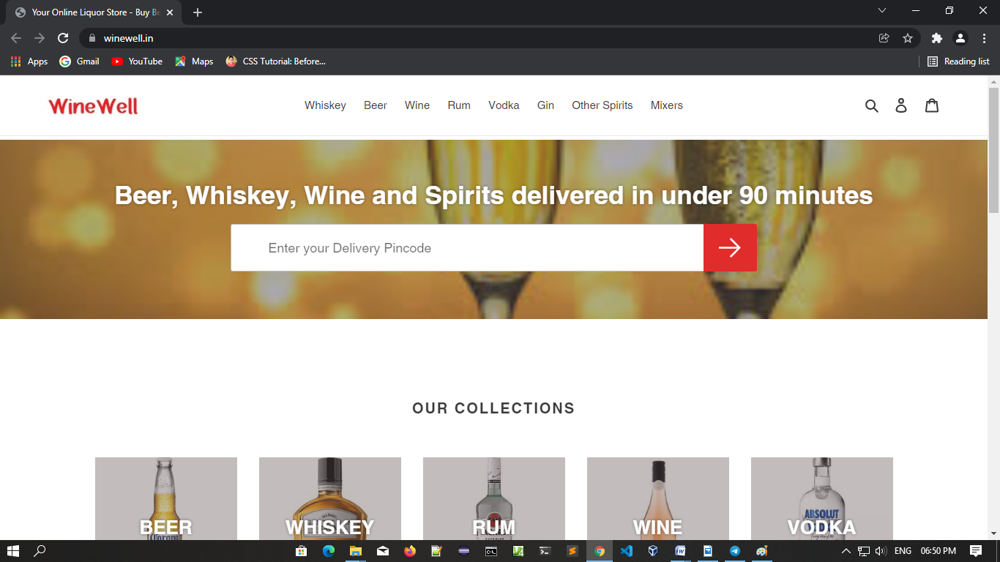 Your Online Liquor Store - Buy Be
winewell.in
Apps Gmail YouTube Maps CSS Tutorial: Before... Reading list
WineWell Whiskey Beer Wine Rum Vodka Gin Other Spirits Mixers
Beer, Whiskey, Wine and Spirits delivered in under 90 minutes
Enter your Delivery Pincode
OUR COLLECTIONS
ABSOLUT
BEER WHISKEY RUM WINE VODKA
Corona
SUPERIOR
ENG 06:50 PM